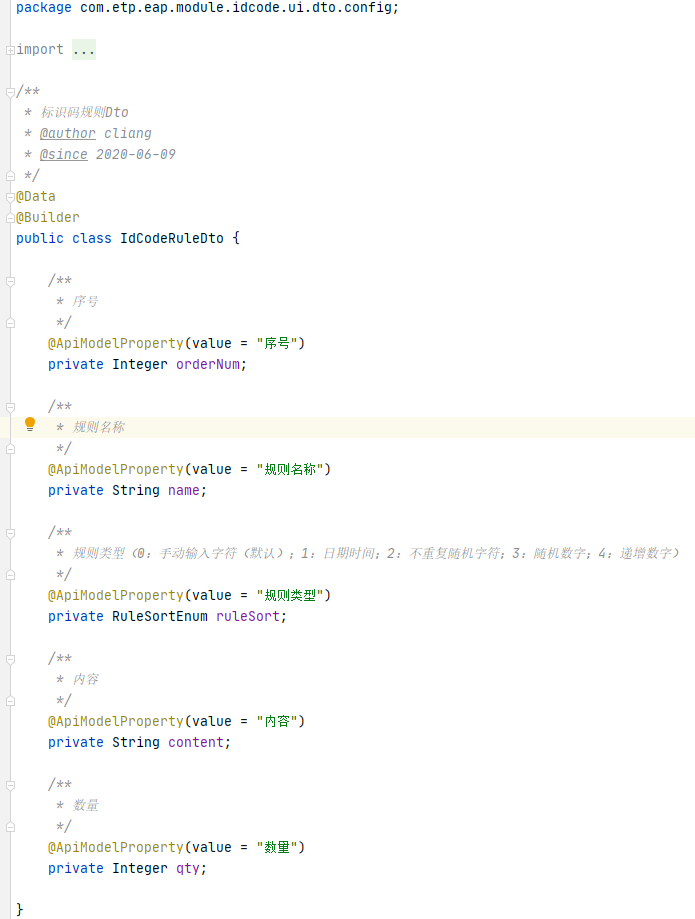 package com.etp.eap.module.idcode.ui.dto.config;
import ...
/**
* 标识码规则Dto
* @author cliang
* @since 2020-06-09
*/
@Data
@Builder
public class IdCodeRuleDto {
/**
* 序号
*/
@ApiModelProperty(value = "序号")
private Integer orderNum;
/**
* 规则名称
*/
@ApiModelProperty(value = "规则名称")
private String name;
/**
* 规则类型（0：手动输入字符（默认）；1：日期时间；2：不重复随机字符；3：随机数字；4：递增数字）
*/
@ApiModelProperty(value = "规则类型")
private RuleSortEnum ruleSort;
/**
* 内容
*/
@ApiModelProperty(value = "内容")
private String content;
/**
* 数量
*/
@ApiModelProperty(value = "数量")
private Integer qty;
}